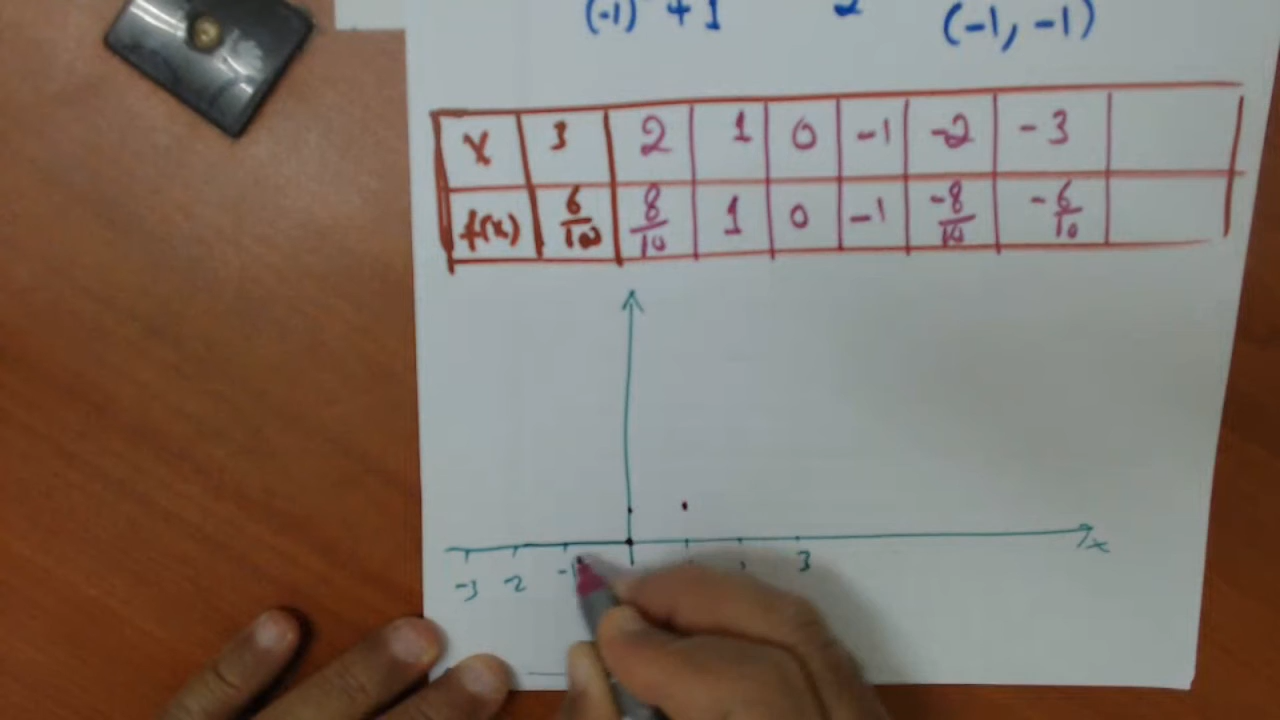 (-1) + 1 2 (-1, -1)
x 3 2 1 0 -1 -2 -3
f(x) 6/10 8/10 1 0 -1 -8/10 -6/10
x
-3 -2 -1 3